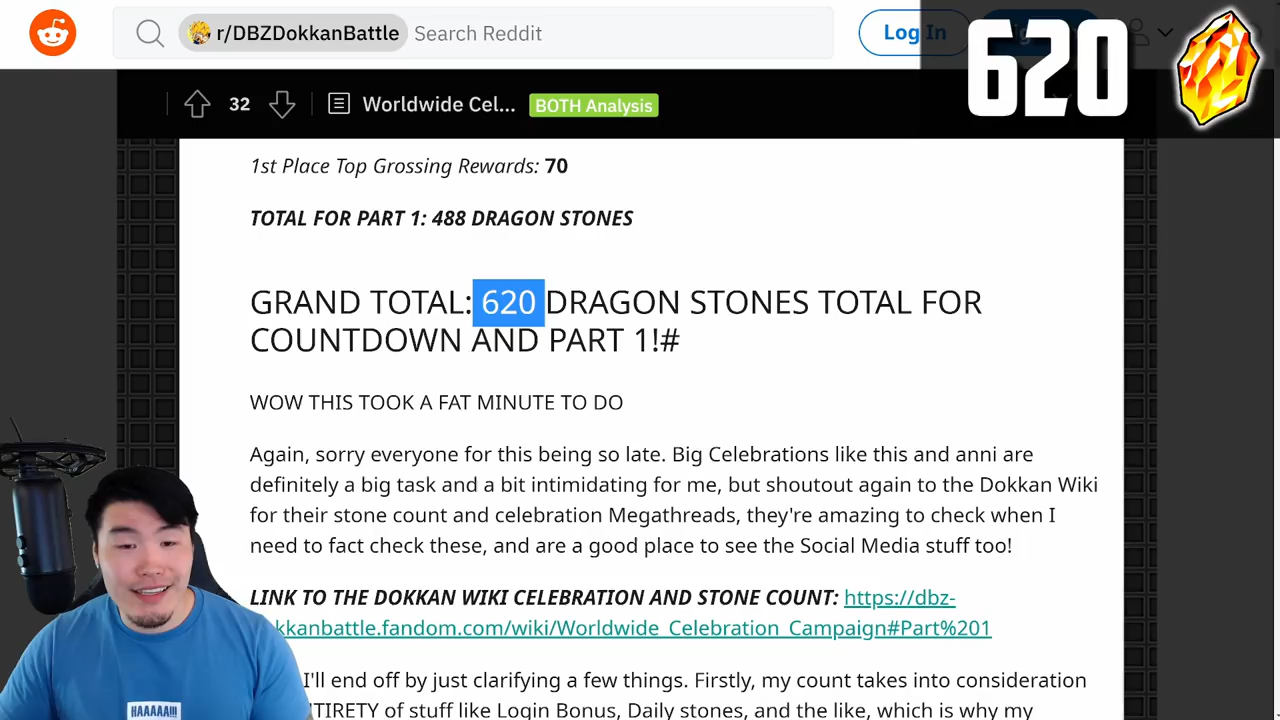 r/DBZDokkanBattle Search Reddit Log In 620
32 Worldwide Cel... BOTH Analysis
1st Place Top Grossing Rewards: 70
TOTAL FOR PART 1: 488 DRAGON STONES
GRAND TOTAL: 620 DRAGON STONES TOTAL FOR
COUNTDOWN AND PART 1!#
WOW THIS TOOK A FAT MINUTE TO DO
Again, sorry everyone for this being so late. Big Celebrations like this and anni are
definitely a big task and a bit intimidating for me, but shoutout again to the Dokkan Wiki
for their stone count and celebration Megathreads, they're amazing to check when I
need to fact check these, and are a good place to see the Social Media stuff too!
LINK TO THE DOKKAN WIKI CELEBRATION AND STONE COUNT: https://dbz-
kkanbattle.fandom.com/wiki/Worldwide_Celebration_Campaign#Part%201
I'll end off by just clarifying a few things. Firstly, my count takes into consideration
TIRETY of stuff like Login Bonus, Daily stones, and the like, which is why my
HAAAAA!!!